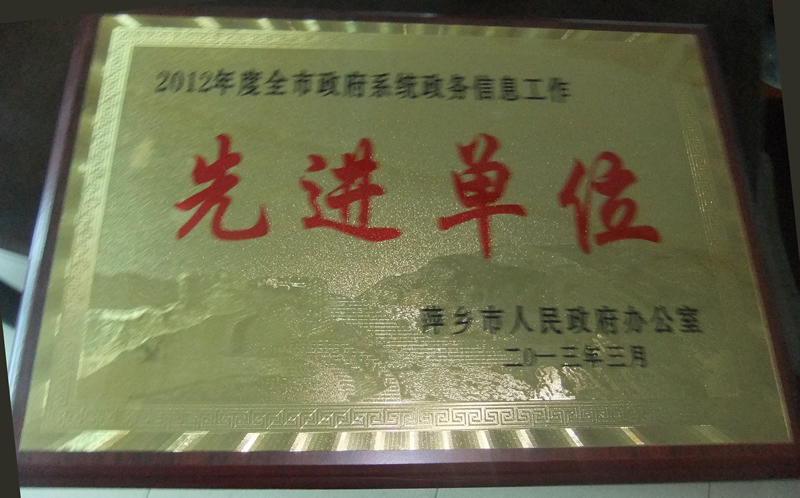 2012年度全市政府系统政务信息工作
先进单位
萍乡市人民政府办公室
二0一三年三月